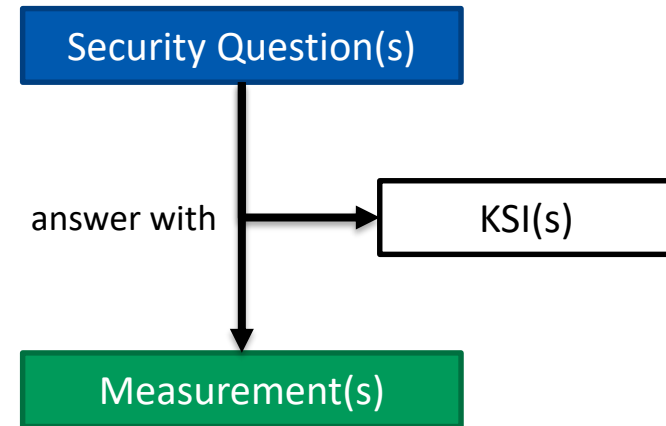 Security Question(s)
answer with
KSI(s)
Measurement(s)